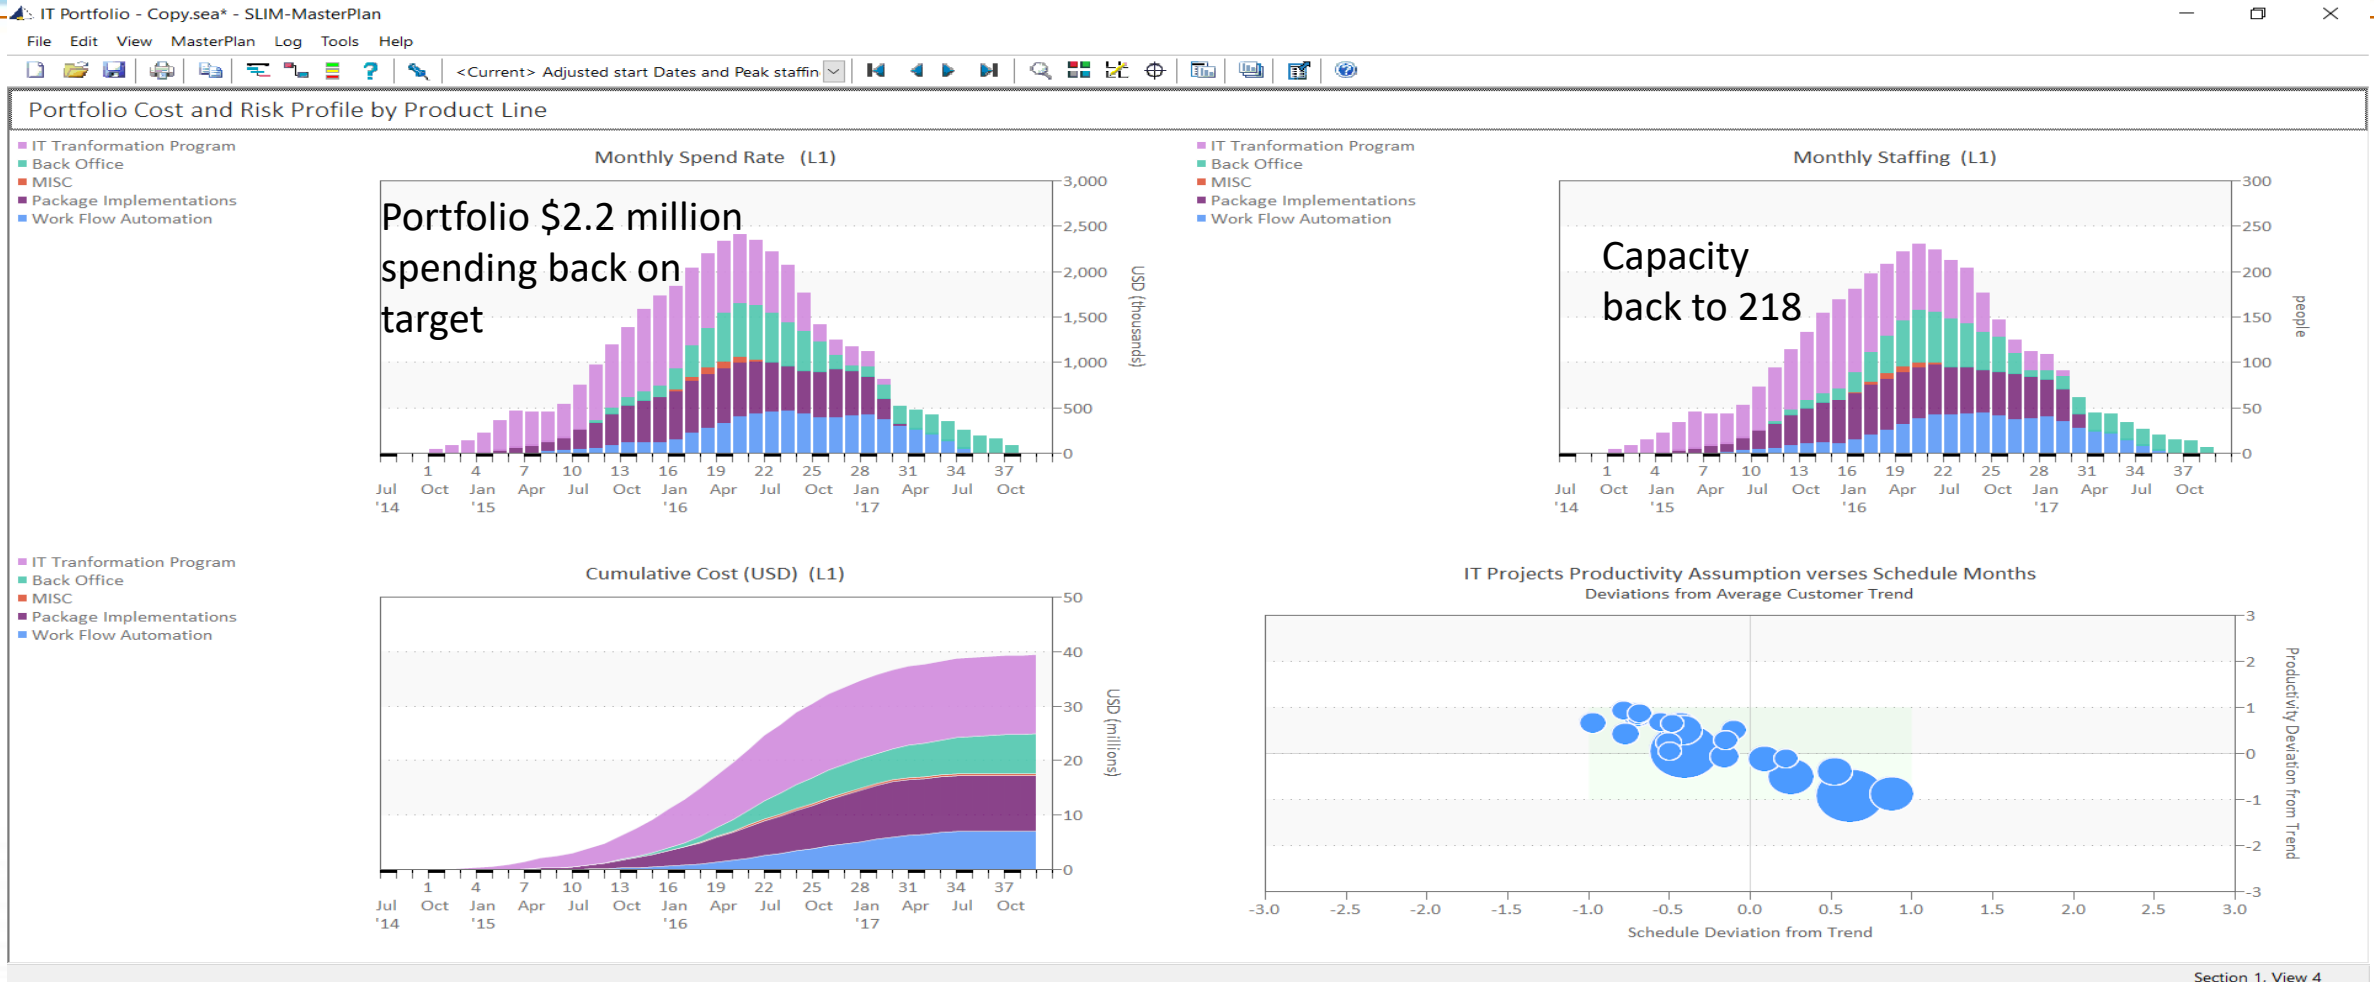 IT Portfolio - Copy.sea* - SLIM-MasterPlan
File Edit View MasterPlan Log Tools Help
<Current> Adjusted start Dates and Peak staffin
Portfolio Cost and Risk Profile by Product Line
IT Tranformation Program
Back Office
MISC
Package Implementations
Work Flow Automation
Monthly Spend Rate (L1)
Portfolio $2.2 million
spending back on
target
3,000
2,500
2,000
1,500
1,000
500
0
USD (thousands)
1 4 7 10 13 16 19 22 25 28 31 34 37
Jul Oct Jan Apr Jul Oct Jan Apr Jul Oct Jan Apr Jul Oct
'14 '15 '16 '17
IT Tranformation Program
Back Office
MISC
Package Implementations
Work Flow Automation
Monthly Staffing (L1)
Capacity
back to 218
300
250
200
150
100
50
0
people
1 4 7 10 13 16 19 22 25 28 31 34 37
Jul Oct Jan Apr Jul Oct Jan Apr Jul Oct Jan Apr Jul Oct
'14 '15 '16 '17
IT Tranformation Program
Back Office
MISC
Package Implementations
Work Flow Automation
Cumulative Cost (USD) (L1)
50
40
30
20
10
0
USD (millions)
1 4 7 10 13 16 19 22 25 28 31 34 37
Jul Oct Jan Apr Jul Oct Jan Apr Jul Oct Jan Apr Jul Oct
'14 '15 '16 '17
IT Projects Productivity Assumption verses Schedule Months
Deviations from Average Customer Trend
3
2
1
0
-1
-2
-3
Productivity Deviation from Trend
-3.0 -2.5 -2.0 -1.5 -1.0 -0.5 0.0 0.5 1.0 1.5 2.0 2.5 3.0
Schedule Deviation from Trend
Section 1, View 4